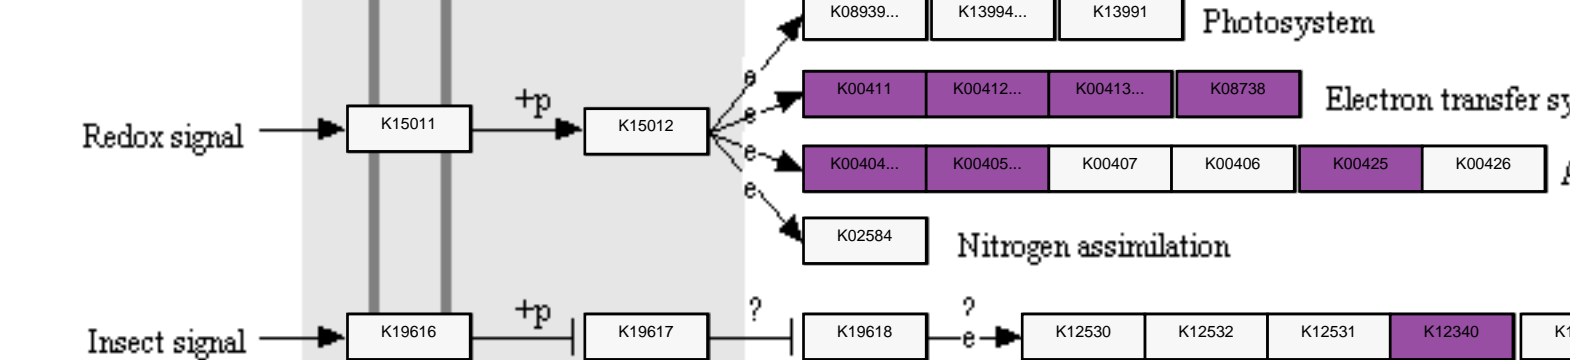 K08939... K13994... K13991 Photosystem
e
+p K00411 K00412... K00413... K08738 Electron transfer sy
e
Redox signal K15011 K15012
e K00404... K00405... K00407 K00406 K00425 K00426 A
e
K02584 Nitrogen assimilation
+p ? ?
Insect signal K19616 K19617 K19618 e K12530 K12532 K12531 K12340 K1